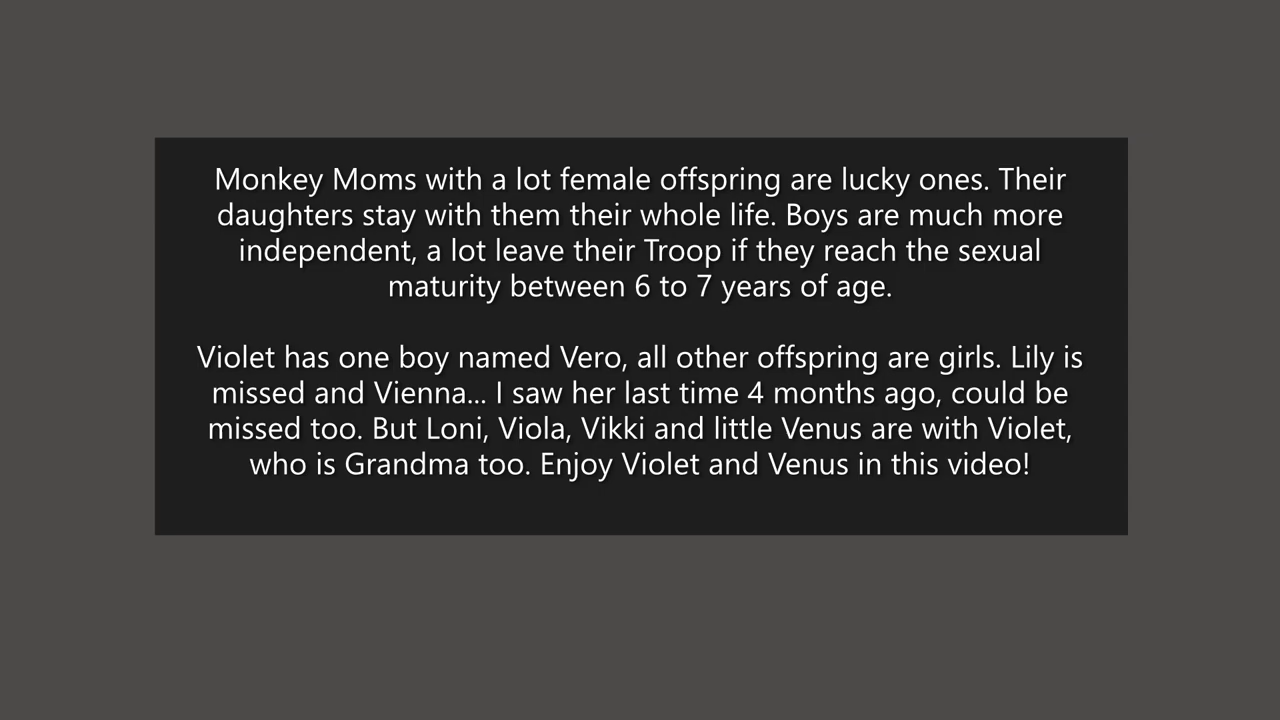 Monkey Moms with a lot female offspring are lucky ones. Their
daughters stay with them their whole life. Boys are much more
independent, a lot leave their Troop if they reach the sexual
maturity between 6 to 7 years of age.
Violet has one boy named Vero, all other offspring are girls. Lily is
missed and Vienna... I saw her last time 4 months ago, could be
missed too. But Loni, Viola, Vikki and little Venus are with Violet,
who is Grandma too. Enjoy Violet and Venus in this video!